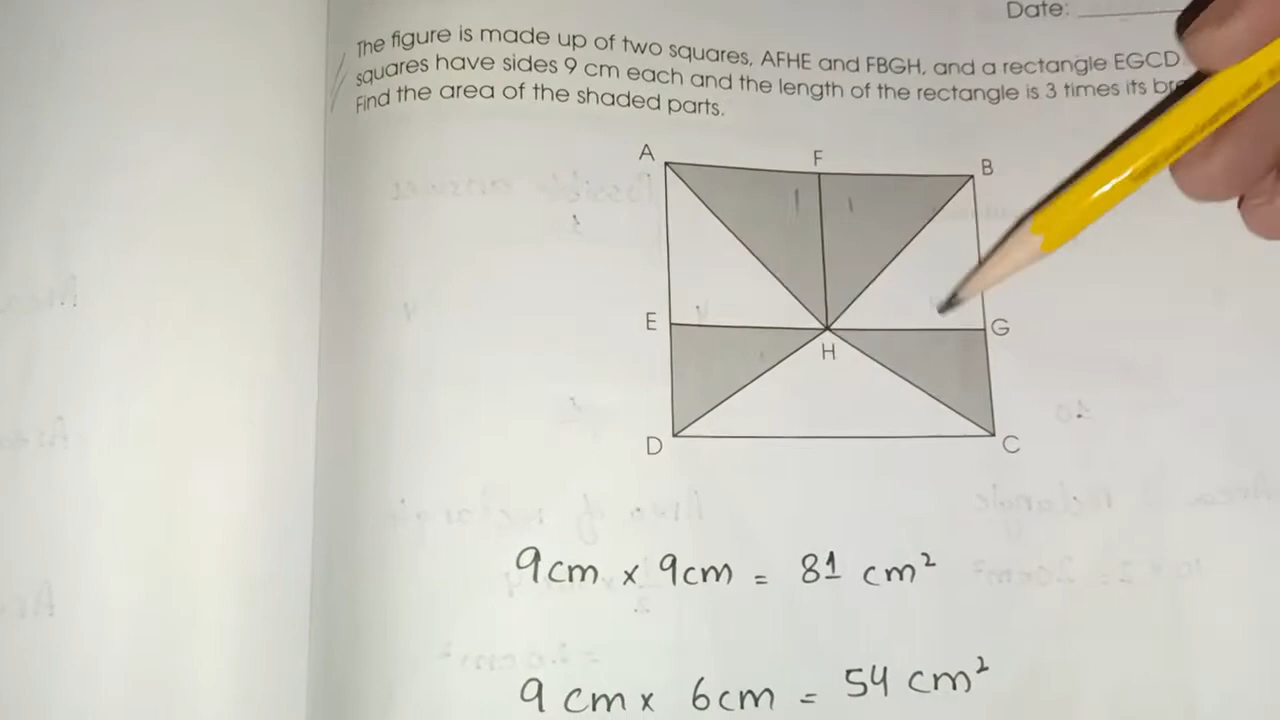 Date:
The figure is made up of two squares, AFHE and FBGH, and a rectangle EGCD
squares have sides 9 cm each and the length of the rectangle is 3 times its
Find the area of the shaded parts.
A F B
E H G
D C
9cm x 9cm = 81 cm²
9 cm x 6cm = 54 cm²